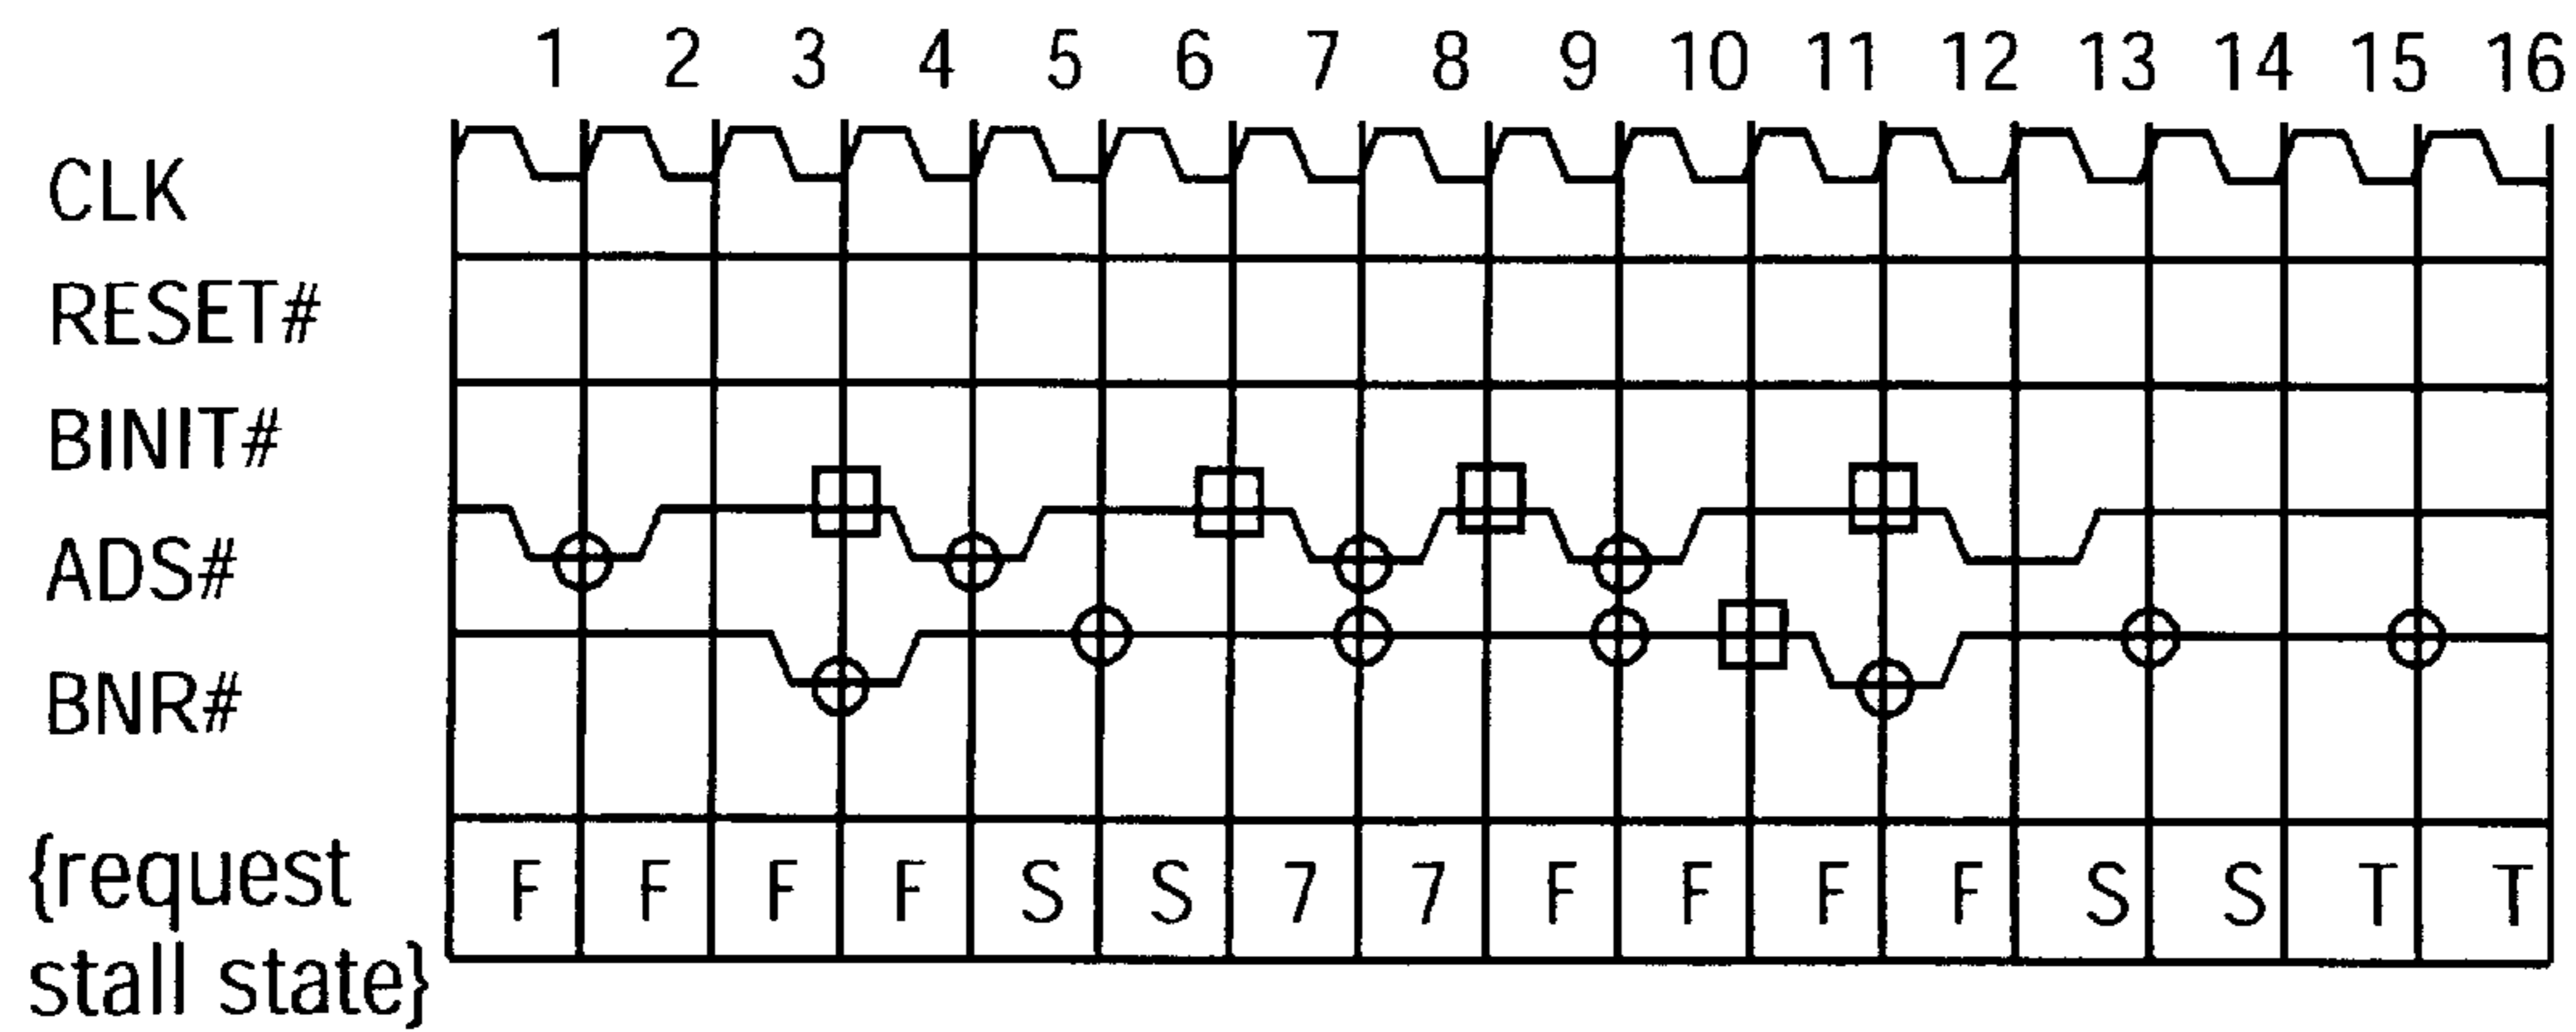 1 2 3 4 5 6 7 8 9 10 11 12 13 14 15 16
CLK
RESET#
BINIT#
ADS#
BNR#
{request
stall state}
F F F F S S 7 7 F F F F S S T T